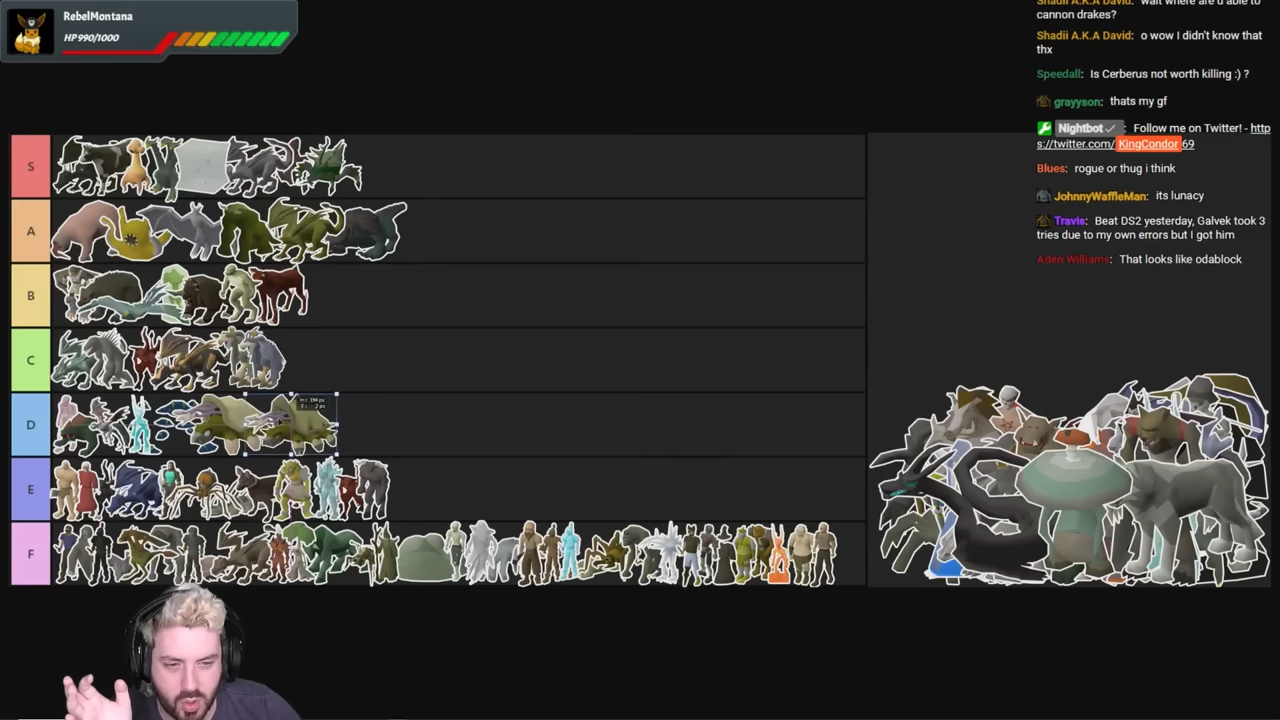 RebelMontana
HP 990/1000
Shadii A.K.A David: wait where are u able to
cannon drakes?
Shadii A.K.A David: o wow I didn't know that
thx
Speedall: Is Cerberus not worth killing :) ?
grayyson: thats my gf
Nightbot : Follow me on Twitter! - http
s://twitter.com/ KingCondor 69
Blues: rogue or thug i think
JohnnyWaffleMan: its lunacy
Travis: Beat DS2 yesterday, Galvek took 3
tries due to my own errors but I got him
Aden Williams: That looks like odablock
S
A
B
C
D
E
F